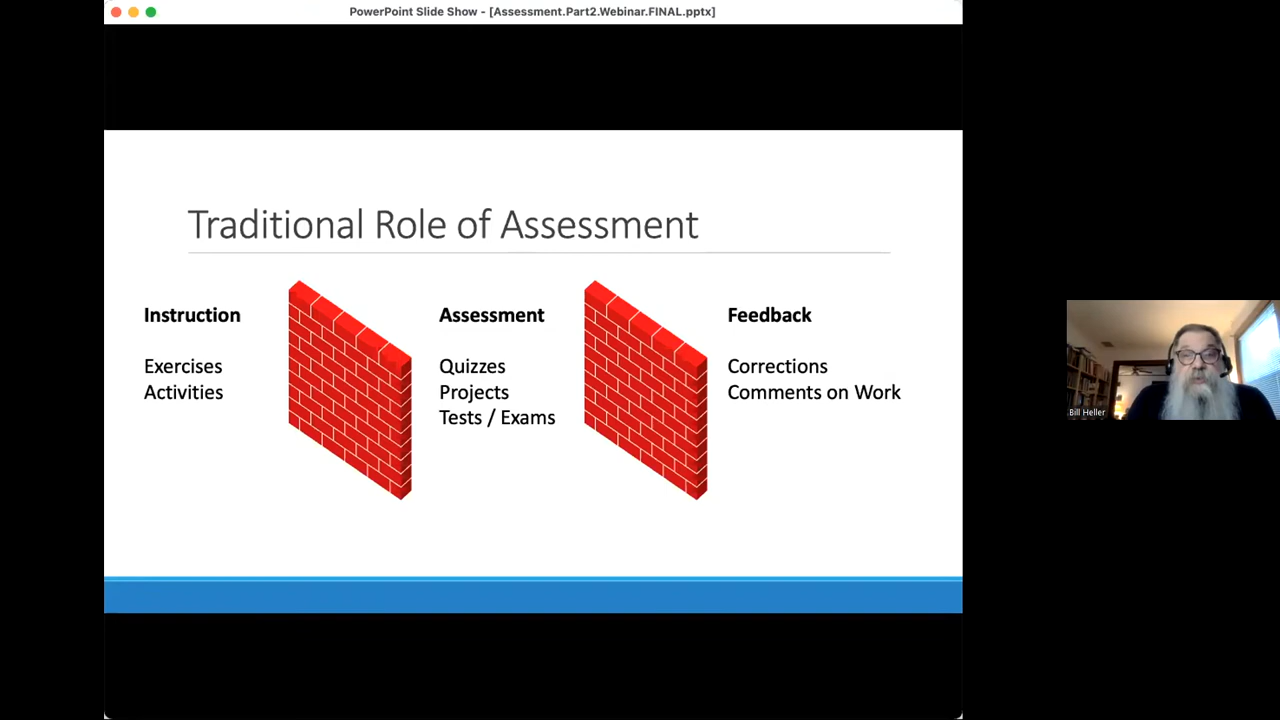 PowerPoint Slide Show - [Assessment.Part2.Webinar.FINAL.pptx]
Traditional Role of Assessment
Instruction
Exercises
Activities
Assessment
Quizzes
Projects
Tests / Exams
Feedback
Corrections
Comments on Work
Bill Heller